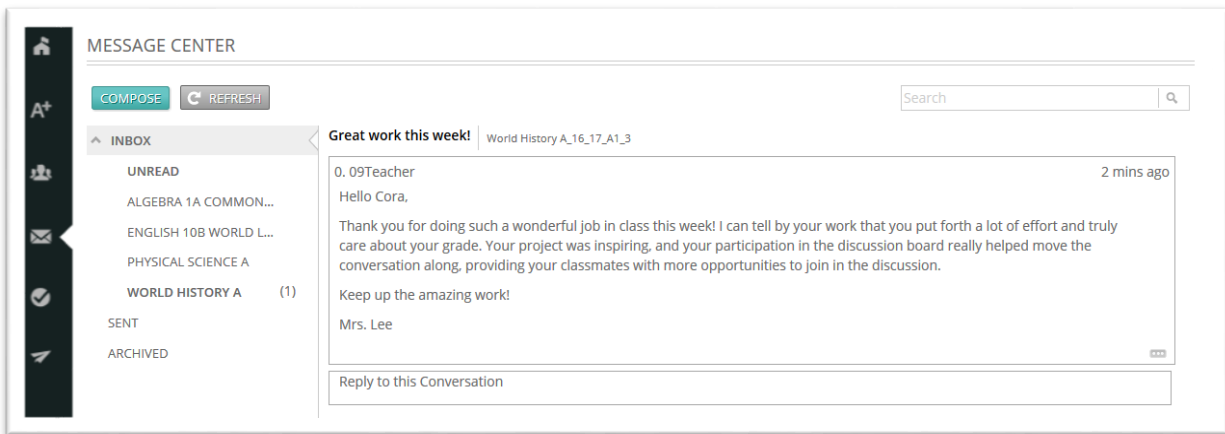 MESSAGE CENTER
COMPOSE
REFRESH
Search
A+
INBOX
UNREAD
ALGEBRA 1A COMMON...
ENGLISH 10B WORLD L...
PHYSICAL SCIENCE A
WORLD HISTORY A (1)
SENT
ARCHIVED
Great work this week! World History A_16_17_A1_3
0. 09Teacher 2 mins ago
Hello Cora,
Thank you for doing such a wonderful job in class this week! I can tell by your work that you put forth a lot of effort and truly
care about your grade. Your project was inspiring, and your participation in the discussion board really helped move the
conversation along, providing your classmates with more opportunities to join in the discussion.
Keep up the amazing work!
Mrs. Lee
Reply to this Conversation